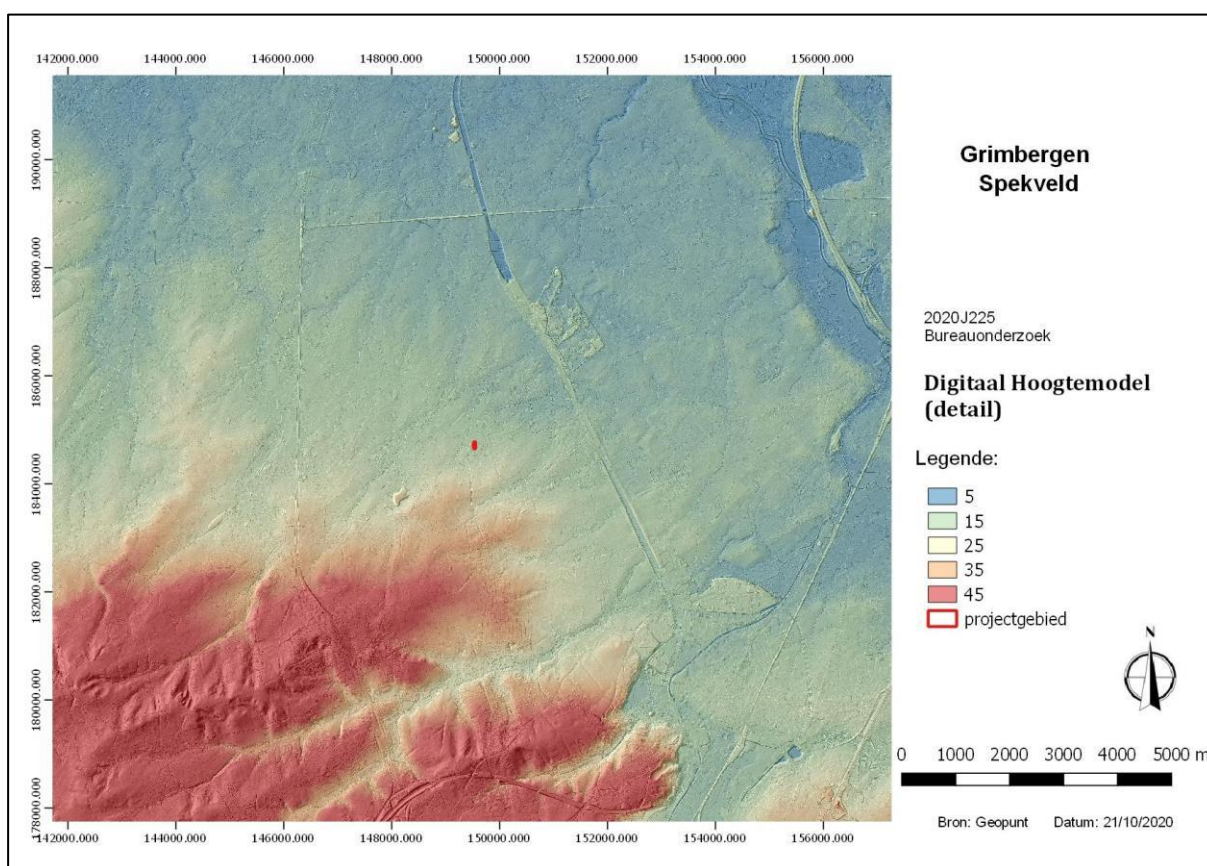 142000.000 144000.000 146000.000 148000.000 150000.000 152000.000 154000.000 156000.000
190000.000
188000.000
186000.000
184000.000
182000.000
180000.000
178000.000
142000.000 144000.000 146000.000 148000.000 150000.000 152000.000 154000.000 156000.000
Grimbergen
Spekveld
2020J225
Bureauonderzoek
Digitaal Hoogtemodel
(detail)
Legende:
5
15
25
35
45
projectgebied
N
0 1000 2000 3000 4000 5000 m
Bron: Geopunt Datum: 21/10/2020